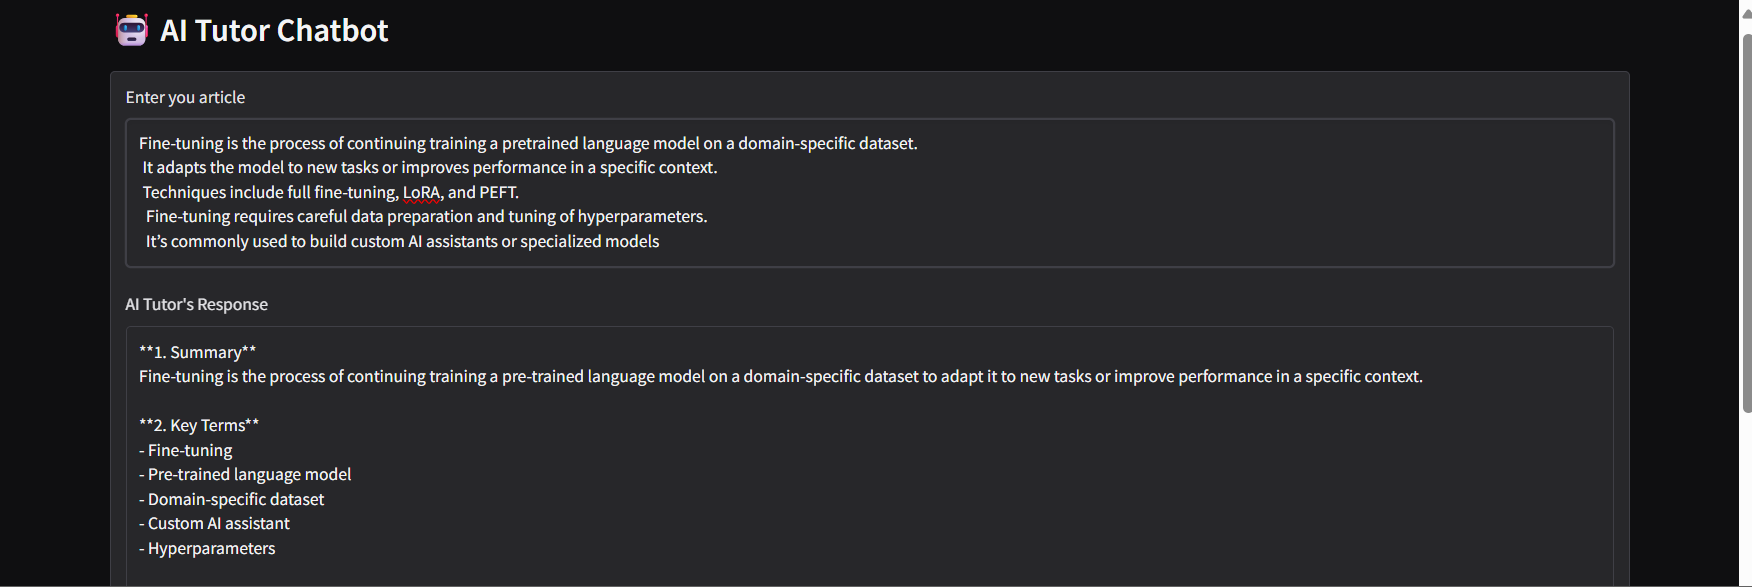 AI Tutor Chatbot
Enter you article
Fine-tuning is the process of continuing training a pretrained language model on a domain-specific dataset.
It adapts the model to new tasks or improves performance in a specific context.
Techniques include full fine-tuning, LoRA, and PEFT.
Fine-tuning requires careful data preparation and tuning of hyperparameters.
It’s commonly used to build custom AI assistants or specialized models
AI Tutor's Response
**1. Summary**
Fine-tuning is the process of continuing training a pre-trained language model on a domain-specific dataset to adapt it to new tasks or improve performance in a specific context.
**2. Key Terms**
- Fine-tuning
- Pre-trained language model
- Domain-specific dataset
- Custom AI assistant
- Hyperparameters